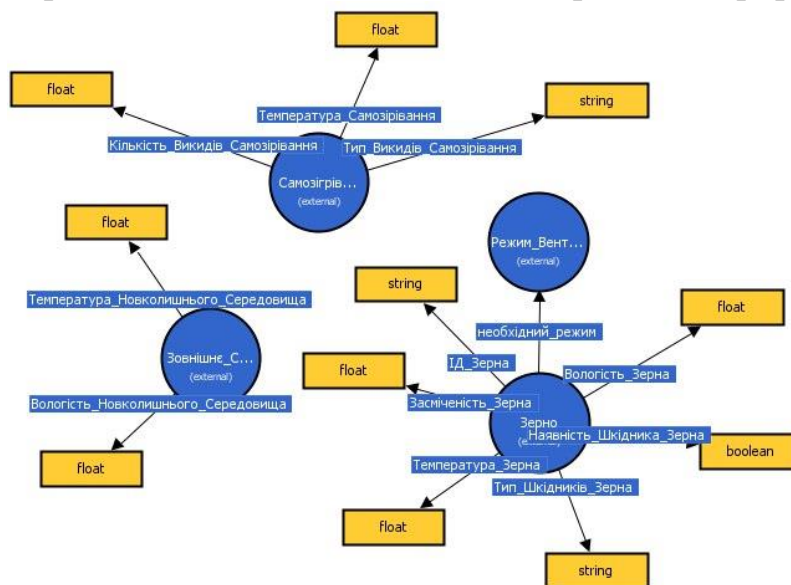 float
float
string
Температура_Самозірівання
Кількість_Викидів_Самозірівання
Тип_Викидів_Самозірівання
Самозігрів...
(external)
float
Режим_Вент...
(external)
string
float
Температура_Новколишнього_Середовища
необхідний_режим
Зовнішнє_С...
(external)
ІД_Зерна
Вологість_Зерна
float
Вологість_Новколишнього_Середовища
Засміченість_Зерна
Зерно
Наявність_Шкідника_Зерна
boolean
float
Температура_Зерна
Тип_Шкідників_Зерна
float
string